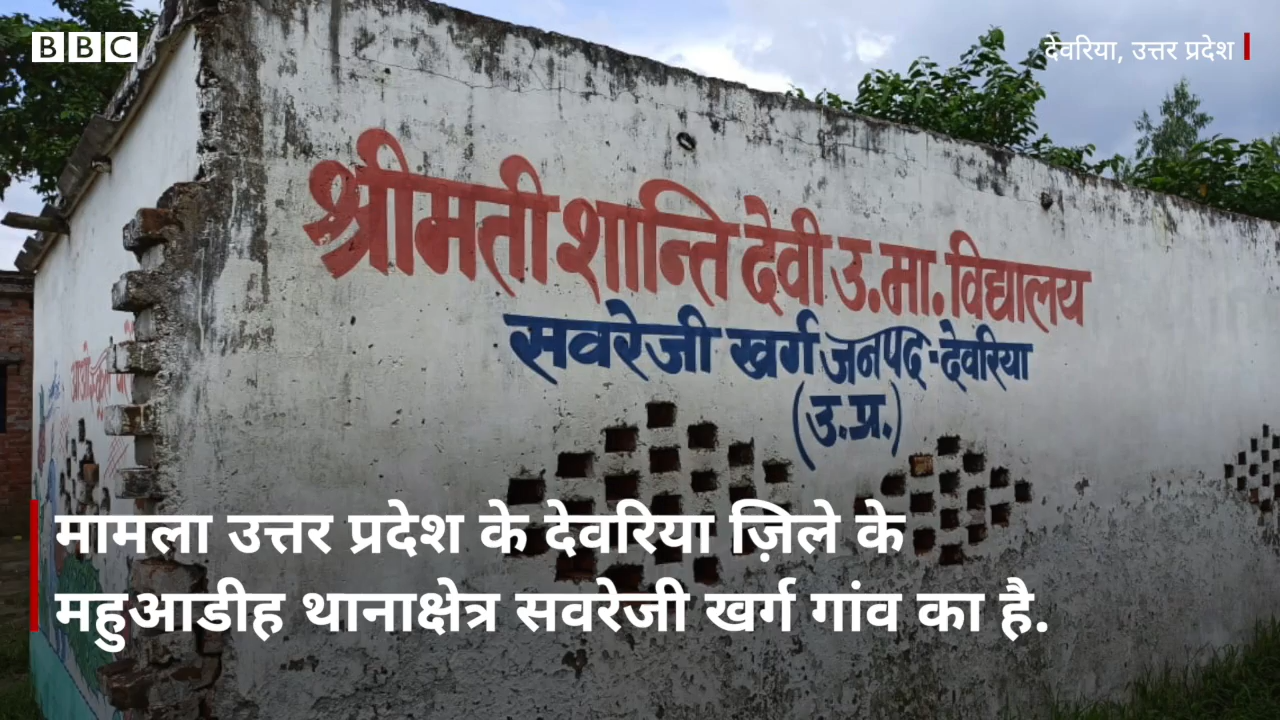 BBC
देवरिया, उत्तर प्रदेश
श्रीमती शान्ति देवी उ.मा. विद्यालय
सवरेजी खर्ग जनपद-देवरिया
(उ.प्र.)
मामला उत्तर प्रदेश के देवरिया ज़िले के
महुआडीह थानाक्षेत्र सवरेजी खर्ग गांव का है.